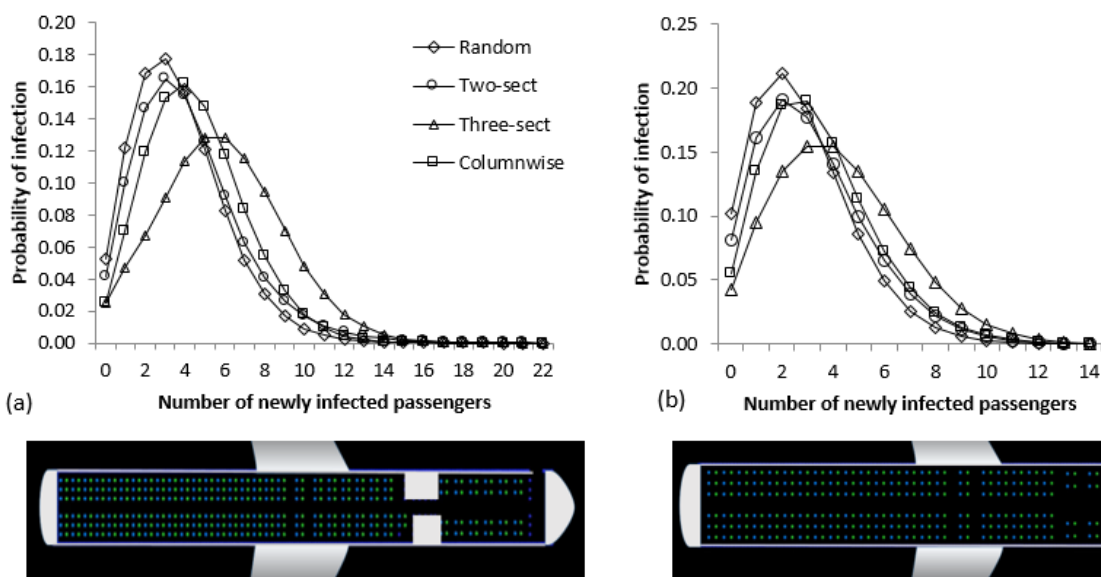 0.20
0.18
0.16
0.14
0.12
0.10
0.08
0.06
0.04
0.02
0.00
Probability of infection
Random
Two-sect
Three-sect
Columnwise
0 2 4 6 8 10 12 14 16 18 20 22
Number of newly infected passengers
(a)
0.25
0.20
0.15
0.10
0.05
0.00
Probability of infection
0 2 4 6 8 10 12 14
Number of newly infected passengers
(b)